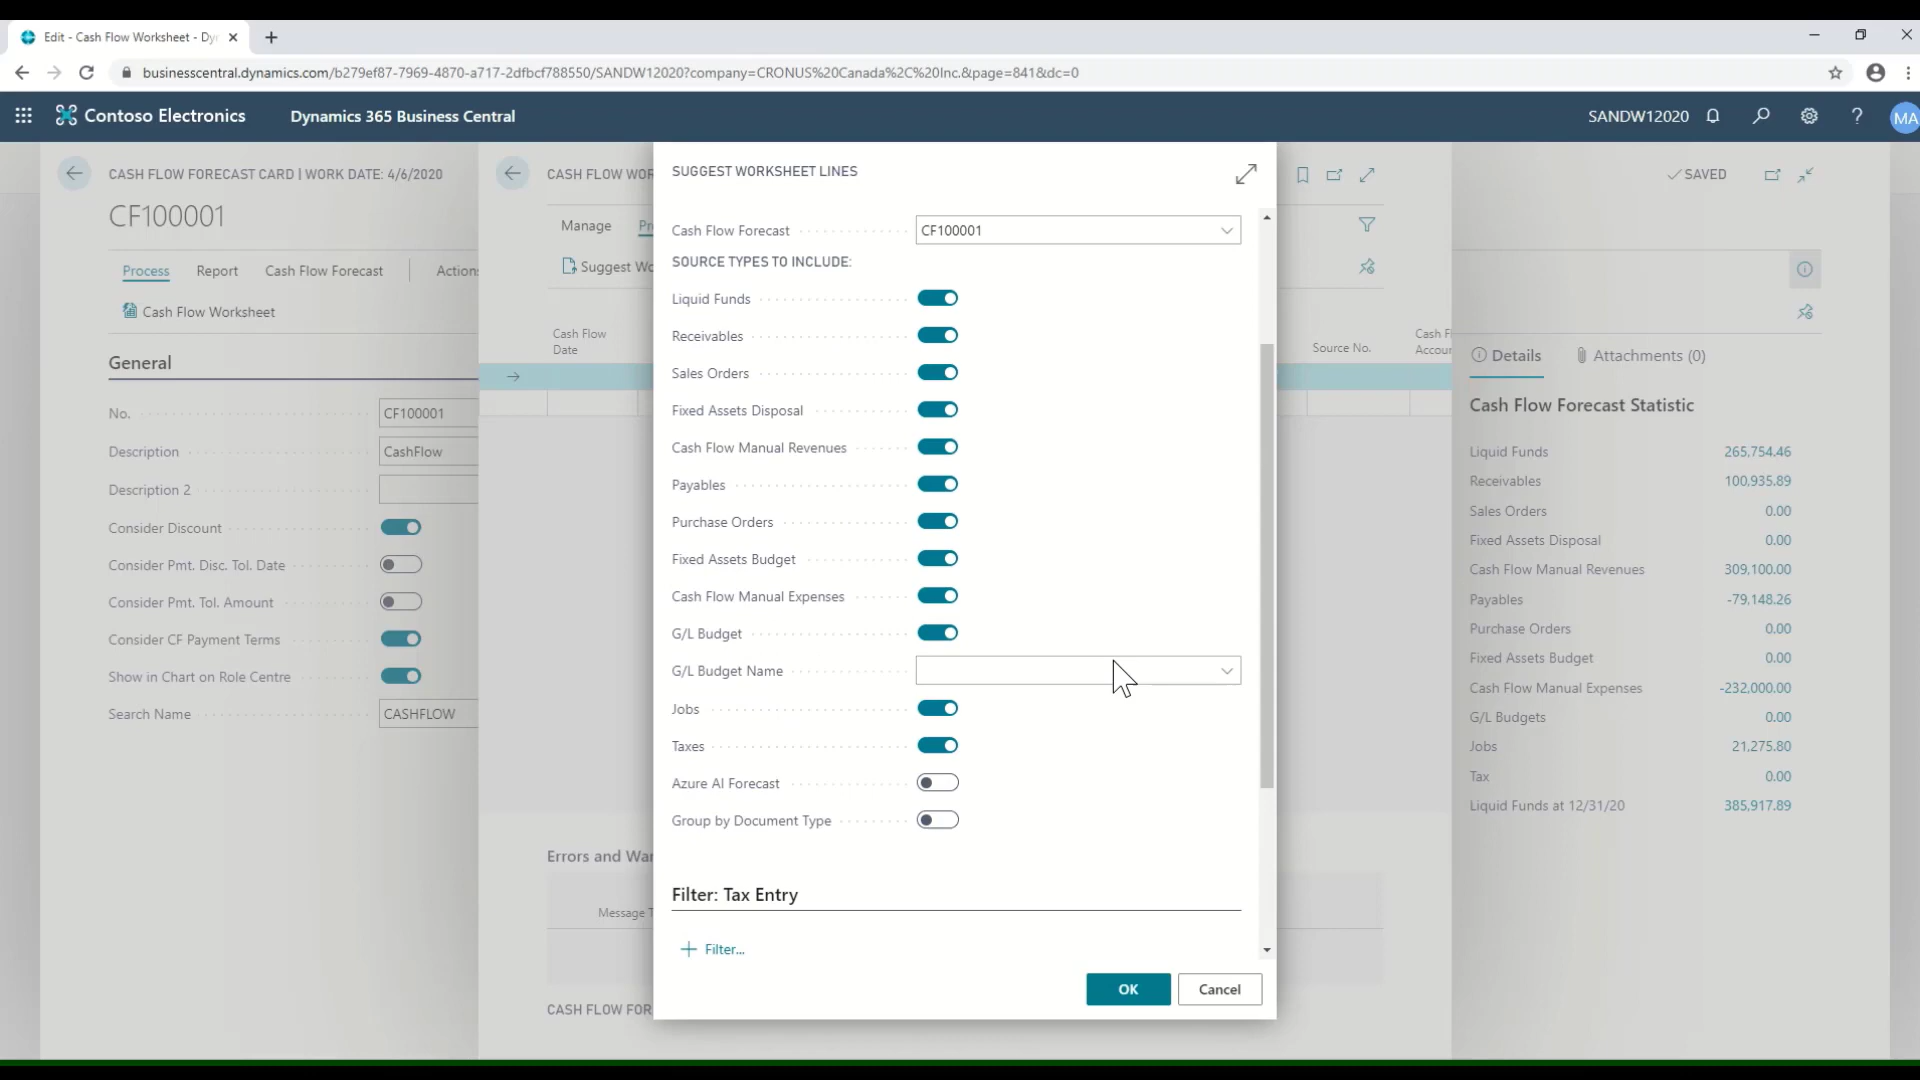 Edit - Cash Flow Worksheet - Dy
businesscentral.dynamics.com/b279ef87-7969-4870-a717-2dfbcf788550/SANDW12020?company=CRONUS%20Canada%2C%20Inc.&page=841&dc=0
Contoso Electronics
Dynamics 365 Business Central
SANDW12020
?
MA
CASH FLOW FORECAST CARD | WORK DATE: 4/6/2020
CF100001
Process
Report
Cash Flow Forecast
Actions
Cash Flow Worksheet
General
No.
CF100001
Description
CashFlow
Description 2
Consider Discount
Consider Pmt. Disc. Tol. Date
Consider Pmt. Tol. Amount
Consider CF Payment Terms
Show in Chart on Role Centre
Search Name
CASHFLOW
CASH FLOW WOR
Manage
Pr
Suggest Wo
Cash Flow
Date
Source No.
Cash F
Accoun
Errors and War
Message T
CASH FLOW FOR
SUGGEST WORKSHEET LINES
Cash Flow Forecast
CF100001
SOURCE TYPES TO INCLUDE:
Liquid Funds
Receivables
Sales Orders
Fixed Assets Disposal
Cash Flow Manual Revenues
Payables
Purchase Orders
Fixed Assets Budget
Cash Flow Manual Expenses
G/L Budget
G/L Budget Name
Jobs
Taxes
Azure AI Forecast
Group by Document Type
Filter: Tax Entry
Filter...
OK
Cancel
SAVED
Details
Attachments (0)
Cash Flow Forecast Statistic
Liquid Funds 265,754.46
Receivables 100,935.89
Sales Orders 0.00
Fixed Assets Disposal 0.00
Cash Flow Manual Revenues 309,100.00
Payables -79,148.26
Purchase Orders 0.00
Fixed Assets Budget 0.00
Cash Flow Manual Expenses -232,000.00
G/L Budgets 0.00
Jobs 21,275.80
Tax 0.00
Liquid Funds at 12/31/20 385,917.89